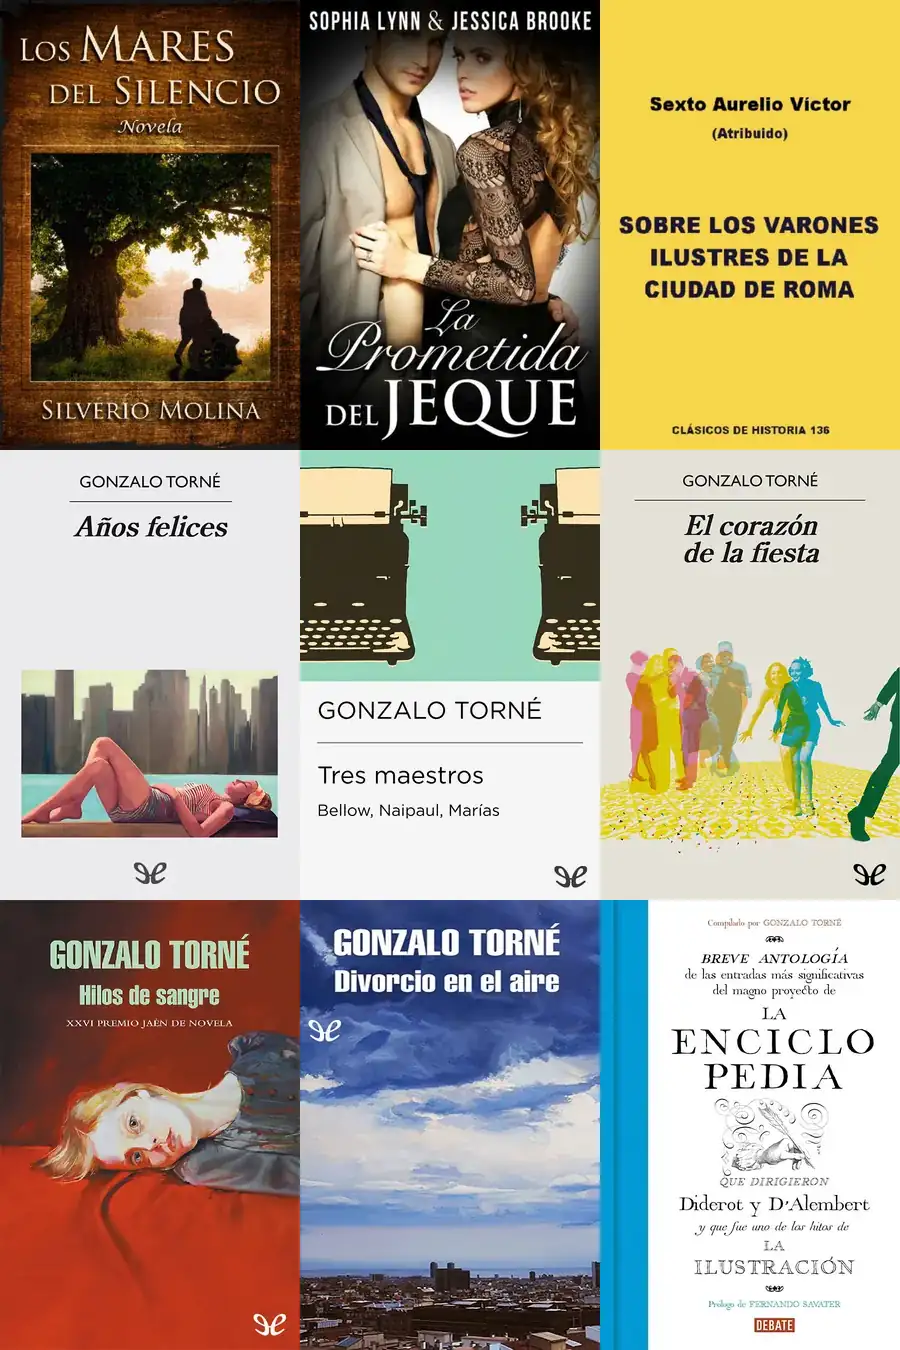 LOS MARES
DEL SILENCIO
Novela
SILVERIO MOLINA
SOPHIA LYNN & JESSICA BROOKE
La
Prometida
DEL JEQUE
Sexto Aurelio Víctor
(Atribuido)
SOBRE LOS VARONES
ILUSTRES DE LA
CIUDAD DE ROMA
CLÁSICOS DE HISTORIA 136
GONZALO TORNÉ
Años felices
GONZALO TORNÉ
Tres maestros
Bellow, Naipaul, Marías
GONZALO TORNÉ
El corazón
de la fiesta
GONZALO TORNÉ
Hilos de sangre
XXVI PREMIO JAÉN DE NOVELA
GONZALO TORNÉ
Divorcio en el aire
Compilado por GONZALO TORNÉ
BREVE ANTOLOGÍA
de las entradas más significativas
del magno proyecto de
LA
ENCICLO
PEDIA
QUE DIRIGIERON
Diderot y D'Alembert
y que fue uno de los hitos de
LA
ILUSTRACIÓN
Prólogo de FERNANDO SAVATER
DEBATE